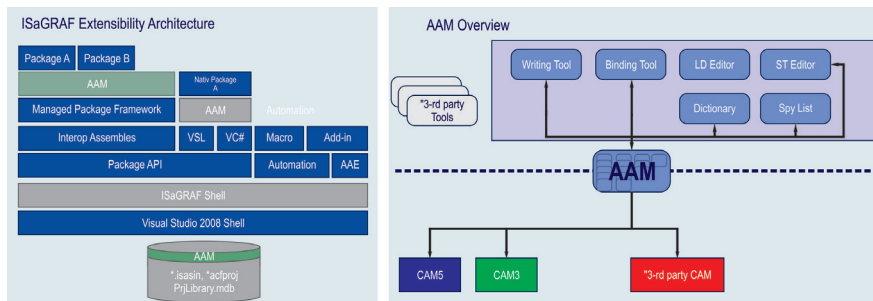 ISaGRAF Extensibility Architecture
Package A
Package B
AAM
Nativ Package
A
Managed Package Framework
AAM
Automation
Interop Assembles
VSL
VC#
Macro
Add-in
Package API
Automation
AAE
ISaGRAF Shell
Visual Studio 2008 Shell
AAM
*.isasin, *acfproj
PrjLibrary.mdb
AAM Overview
Writing Tool
Binding Tool
LD Editor
ST Editor
"3-rd party
Tools
Dictionary
Spy List
AAM
CAM5
CAM3
"3-rd party CAM